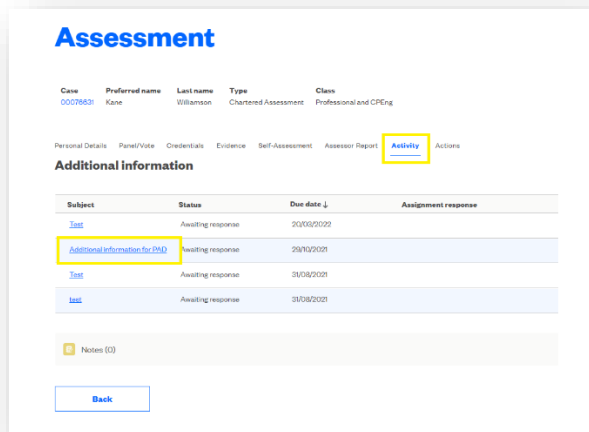 Assessment
Case Preferred name Last name Type Class
00078631 Kane Williamson Chartered Assessment Professional and CPEng
Personal Details Panel/Vote Credentials Evidence Self-Assessment Assessor Report Activity Actions
Additional information
Subject Status Due date ↓ Assignment response
Test Awaiting response 20/03/2022
Additional information for PAD Awaiting response 29/10/2021
Test Awaiting response 31/08/2021
test Awaiting response 31/08/2021
Notes (0)
Back